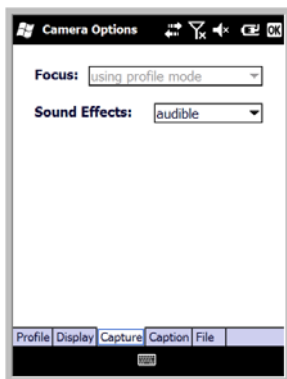 Camera Options OK
Focus: using profile mode
Sound Effects: audible
Profile Display Capture Caption File